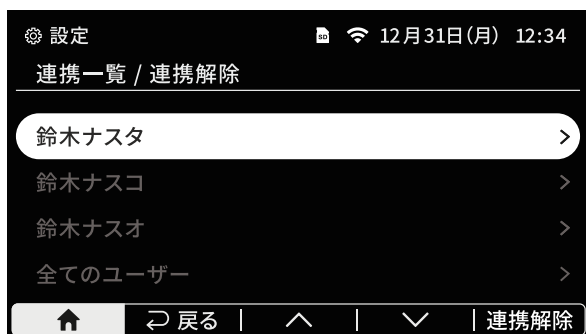 設定 SD 12月31日(月) 12:34
連携一覧 / 連携解除
鈴木ナスタ
鈴木ナスコ
鈴木ナスオ
全てのユーザー
戻る 連携解除